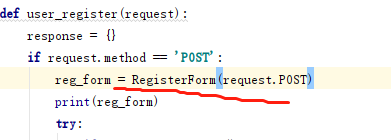 def user_register(request):
response = {}
if request.method == 'POST':
reg_form = RegisterForm(request.POST)
print(reg_form)
try: